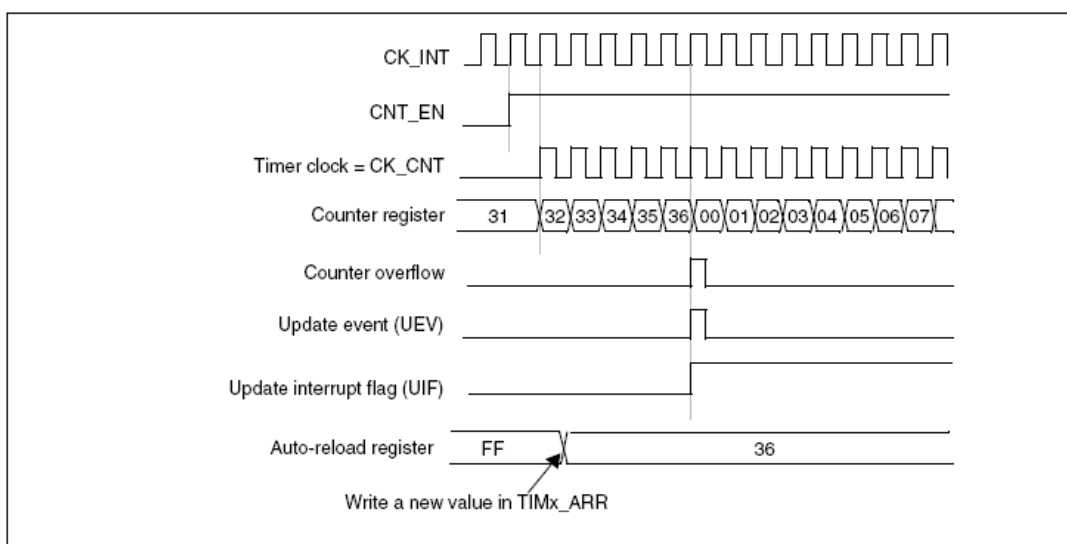 CK_INT
CNT_EN
Timer clock = CK_CNT
Counter register 31 32 33 34 35 36 00 01 02 03 04 05 06 07
Counter overflow
Update event (UEV)
Update interrupt flag (UIF)
Auto-reload register FF 36
Write a new value in TIMx_ARR